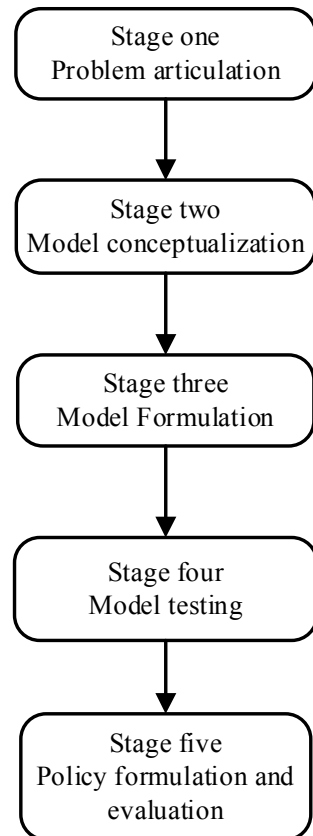 Stage one
Problem articulation
Stage two
Model conceptualization
Stage three
Model Formulation
Stage four
Model testing
Stage five
Policy formulation and
evaluation